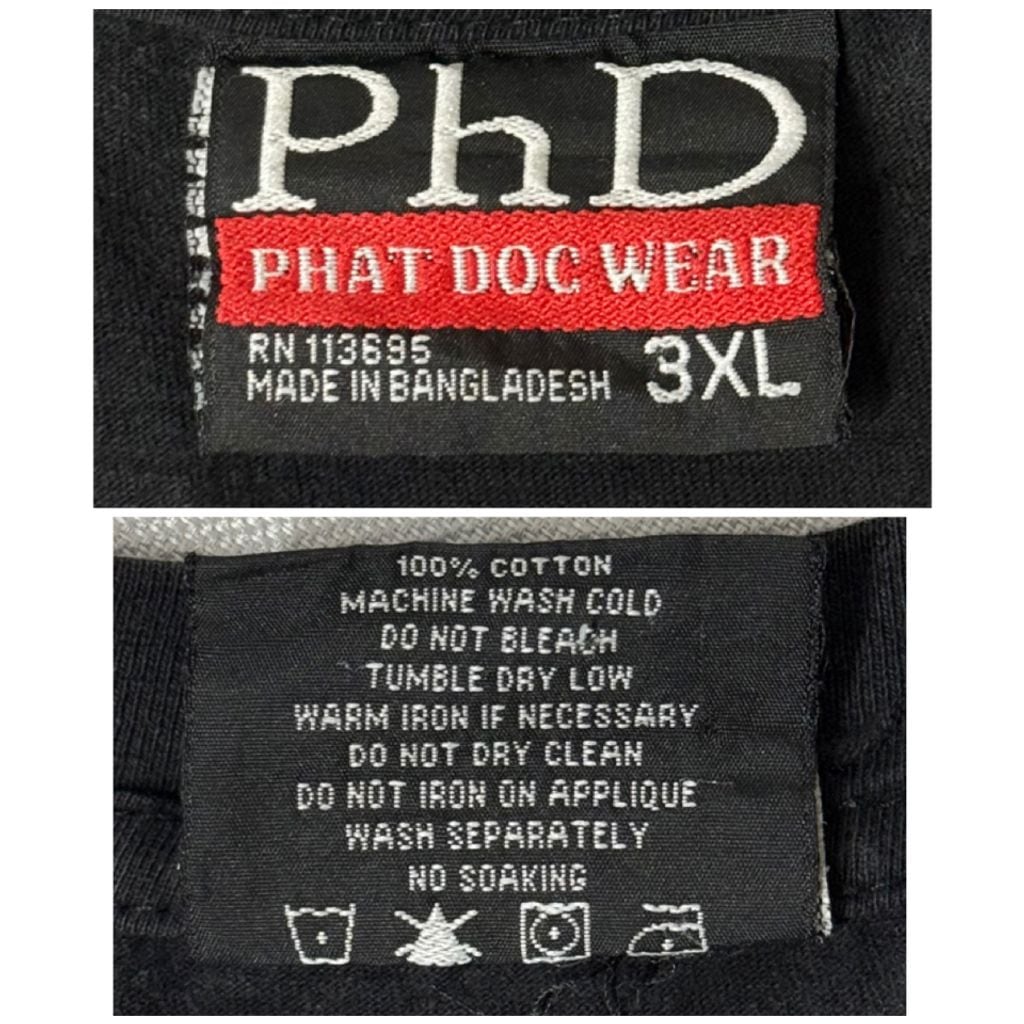 PhD
PHAT DOC WEAR
RN 113695
MADE IN BANGLADESH 3XL
100% COTTON
MACHINE WASH COLD
DO NOT BLEACH
TUMBLE DRY LOW
WARM IRON IF NECESSARY
DO NOT DRY CLEAN
DO NOT IRON ON APPLIQUE
WASH SEPARATELY
NO SOAKING